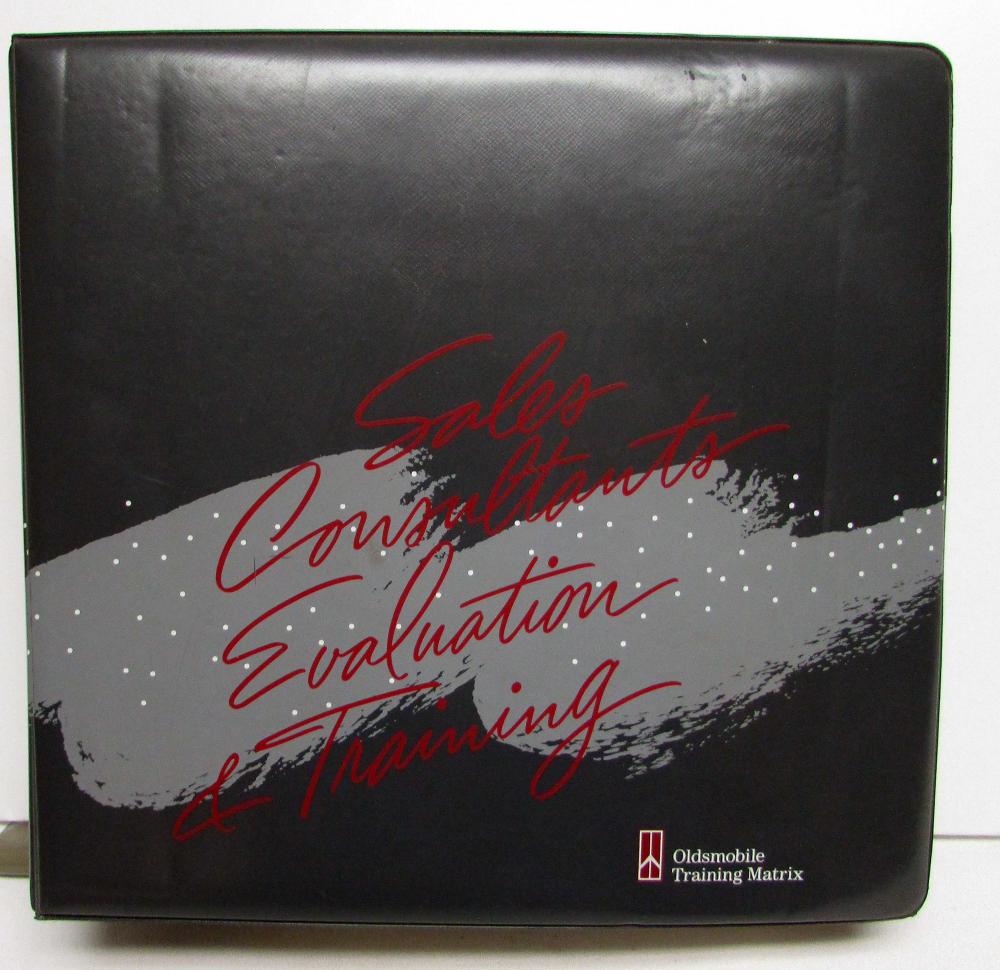 Sales
Consultants
Evaluation
& Training
Oldsmobile
Training Matrix